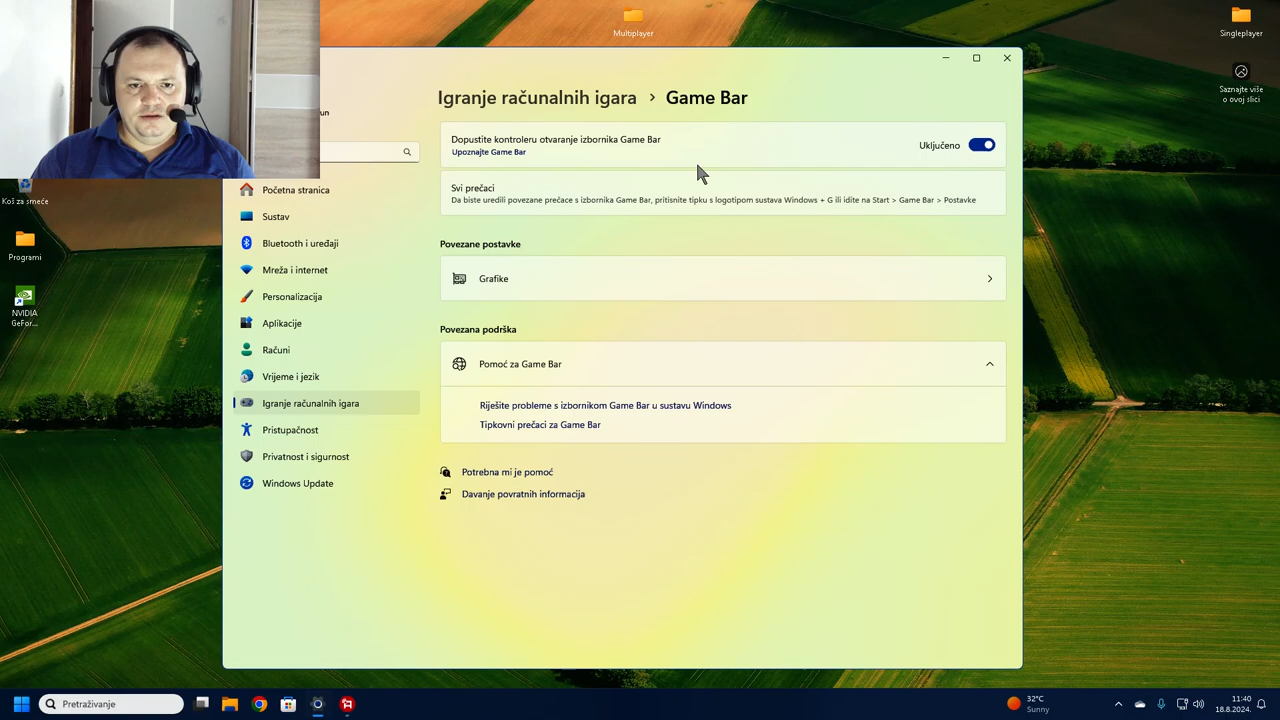 Multiplayer
Singleplayer
Saznajte više
o ovoj slici
Koš za smeće
Programi
NVIDIA
GeFor...
un
Igranje računalnih igara > Game Bar
Dopustite kontroleru otvaranje izbornika Game Bar
Upoznajte Game Bar
Uključeno
Svi prečaci
Da biste uredili povezane prečace s izbornika Game Bar, pritisnite tipku s logotipom sustava Windows + G ili idite na Start > Game Bar > Postavke
Početna stranica
Sustav
Bluetooth i uređaji
Mreža i internet
Personalizacija
Aplikacije
Računi
Vrijeme i jezik
Igranje računalnih igara
Pristupačnost
Privatnost i sigurnost
Windows Update
Povezane postavke
Grafike
Povezana podrška
Pomoć za Game Bar
Riješite probleme s izbornikom Game Bar u sustavu Windows
Tipkovni prečaci za Game Bar
Potrebna mi je pomoć
Davanje povratnih informacija
Pretraživanje
32°C
Sunny
11:40
18.8.2024.